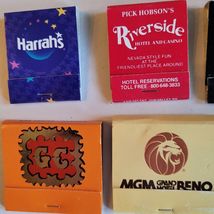 Harrah's
PICK HOBSON'S
Riverside
HOTEL AND CASINO
NEVADA STYLE FUN
AT THE
FRIENDLIEST PLACE AROUND!
HOTEL RESERVATIONS
TOLL FREE 800-648-3833
GC
MGM GRAND
RENO